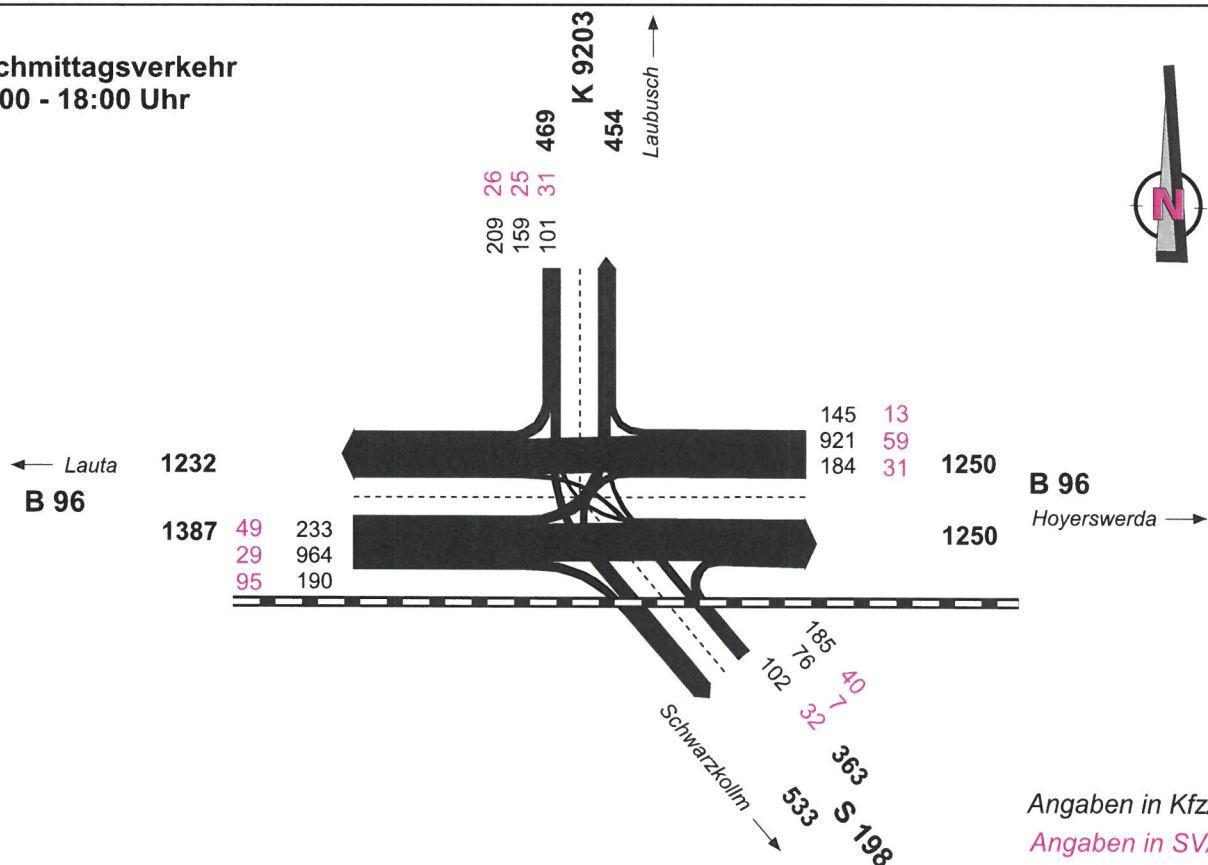 chmittagsverkehr
00 - 18:00 Uhr
K 9203
Laubusch
469
454
26 25 31
209 159 101
N
145 13
921 59
184 31
1250
B 96
Hoyerswerda
1250
Lauta
1232
B 96
1387
49 233
29 964
95 190
185
76
102
40
7
32
363
533
S 198
Schwarzkollm
Angaben in Kfz/
Angaben in SV/